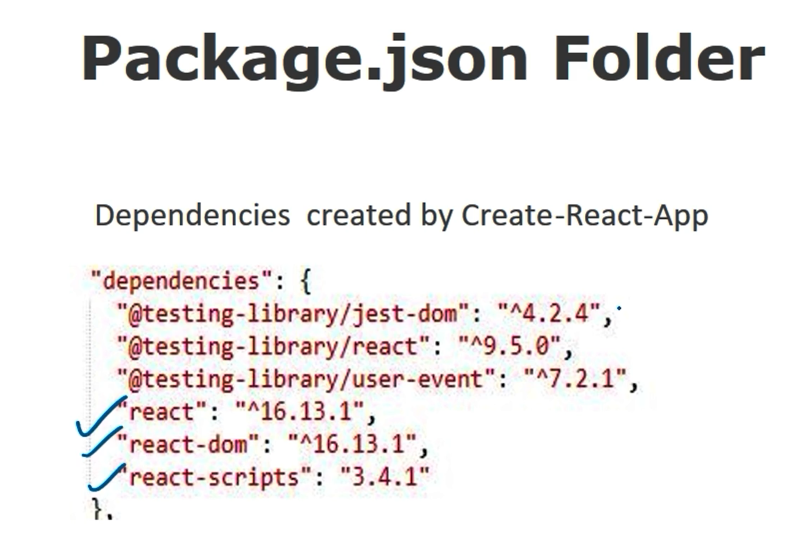 Package.json Folder
Dependencies created by Create-React-App
"dependencies": {
"@testing-library/jest-dom": "^4.2.4",
"@testing-library/react": "^9.5.0",
"@testing-library/user-event": "^7.2.1",
"react": "^16.13.1",
"react-dom": "^16.13.1",
"react-scripts": "3.4.1"
},